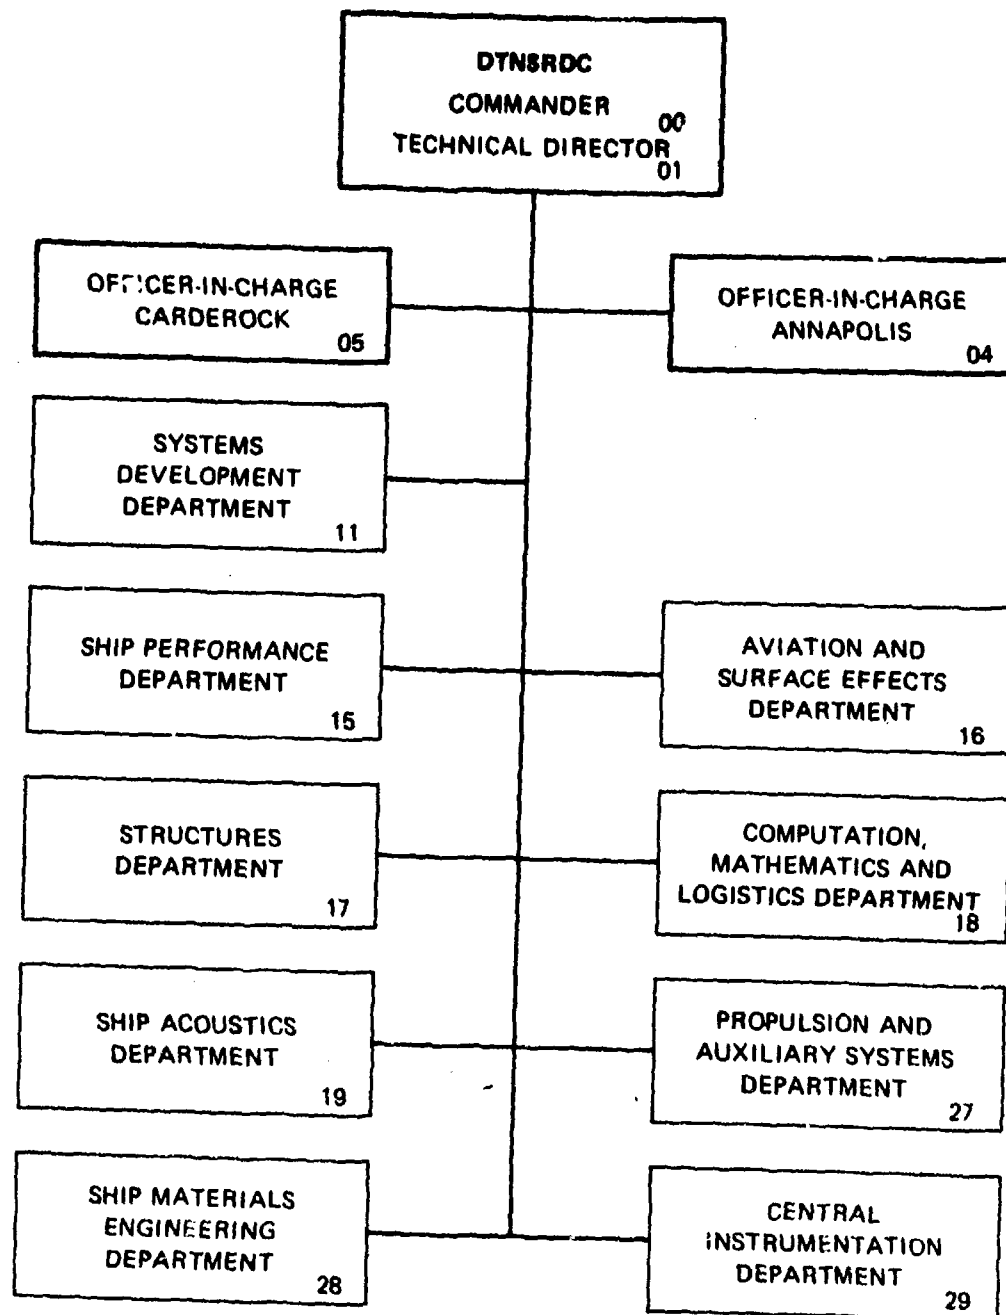 DTNSRDC
COMMANDER
00
TECHNICAL DIRECTOR
01
OFFICER-IN-CHARGE
CARDEROCK
05
OFFICER-IN-CHARGE
ANNAPOLIS
04
SYSTEMS
DEVELOPMENT
DEPARTMENT
11
SHIP PERFORMANCE
DEPARTMENT
15
AVIATION AND
SURFACE EFFECTS
DEPARTMENT
16
STRUCTURES
DEPARTMENT
17
COMPUTATION,
MATHEMATICS AND
LOGISTICS DEPARTMENT
18
SHIP ACOUSTICS
DEPARTMENT
19
PROPULSION AND
AUXILIARY SYSTEMS
DEPARTMENT
27
SHIP MATERIALS
ENGINEERING
DEPARTMENT
28
CENTRAL
INSTRUMENTATION
DEPARTMENT
29